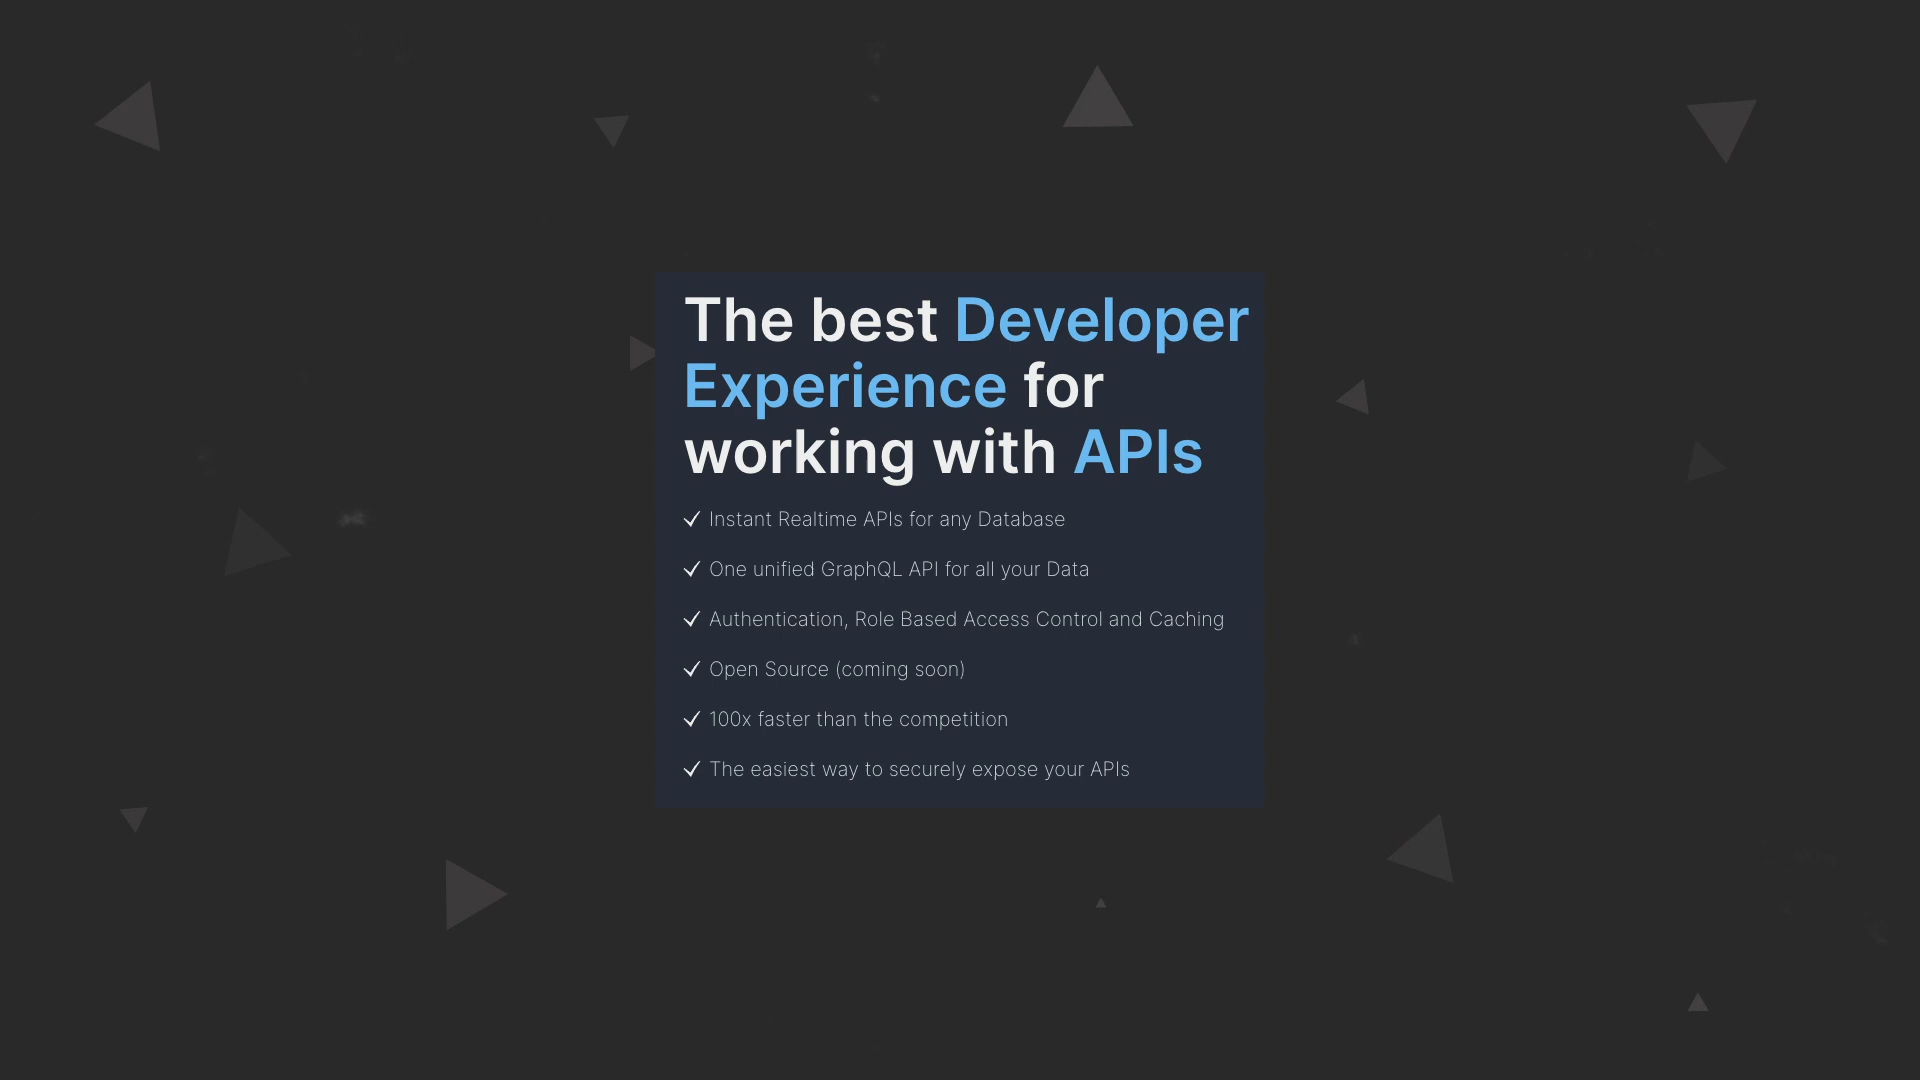 The best Developer
Experience for
working with APIs
✓ Instant Realtime APIs for any Database
✓ One unified GraphQL API for all your Data
✓ Authentication, Role Based Access Control and Caching
✓ Open Source (coming soon)
✓ 100x faster than the competition
✓ The easiest way to securely expose your APIs